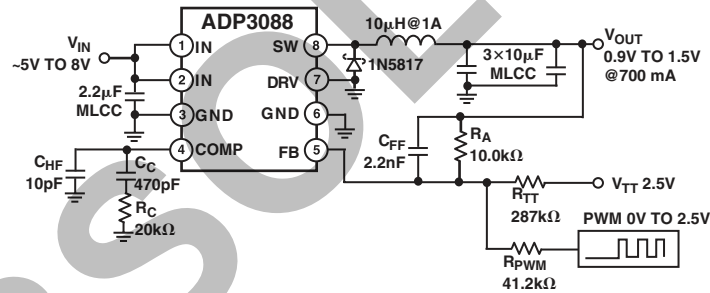 ADP3088
VIN
~5V TO 8V
1 IN
2 IN
3 GND
4 COMP
SW 8
DRV 7
GND 6
FB 5
2.2μF
MLCC
CHF
10pF
CC
470pF
RC
20kΩ
10μH@1A
1N5817
3×10μF
MLCC
VOUT
0.9V TO 1.5V
@700 mA
CFF
2.2nF
RA
10.0kΩ
RTT
287kΩ
VTT 2.5V
PWM 0V TO 2.5V
RPWM
41.2kΩ